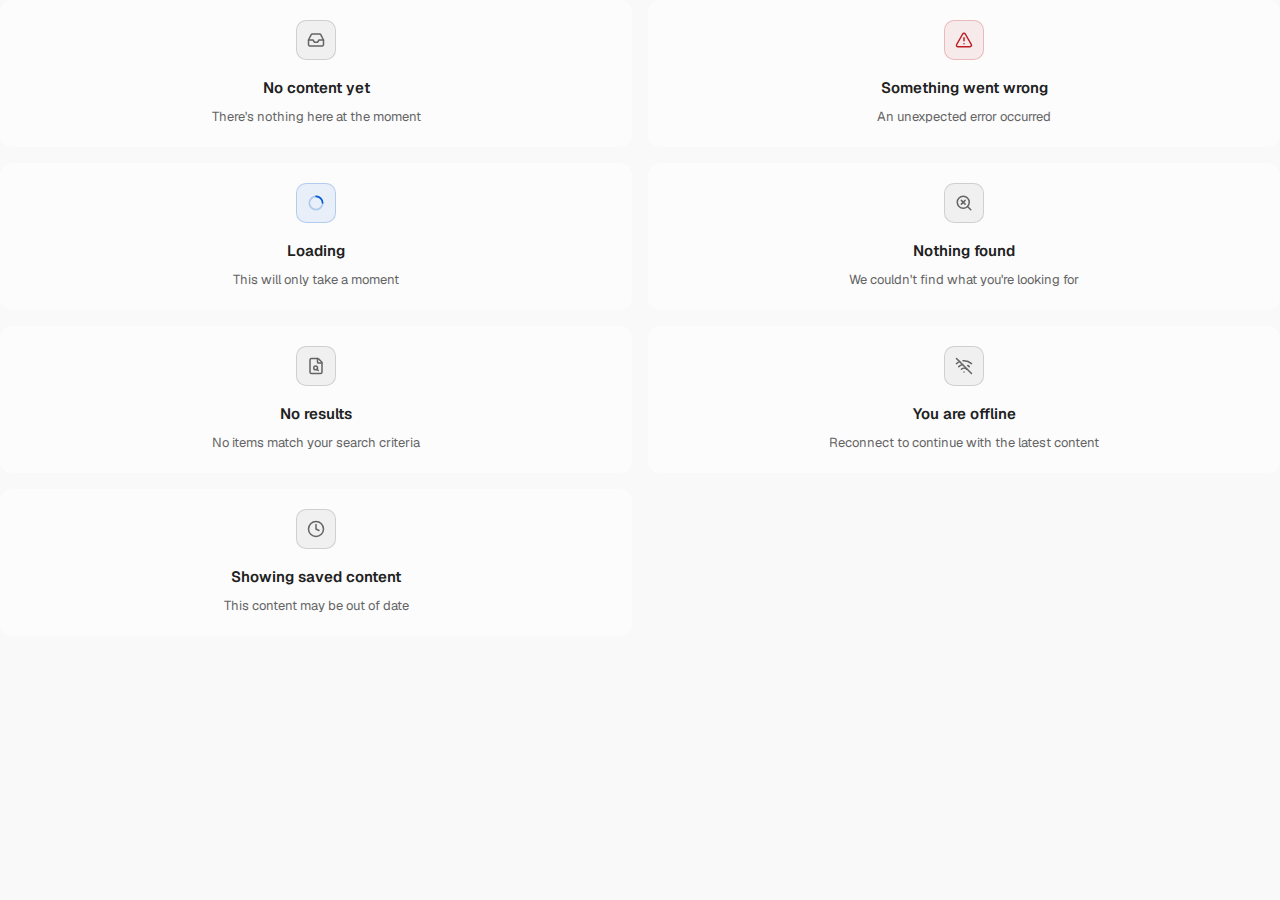 No content yet
There's nothing here at the moment
Something went wrong
An unexpected error occurred
Loading
This will only take a moment
Nothing found
We couldn't find what you're looking for
No results
No items match your search criteria
You are offline
Reconnect to continue with the latest content
Showing saved content
This content may be out of date